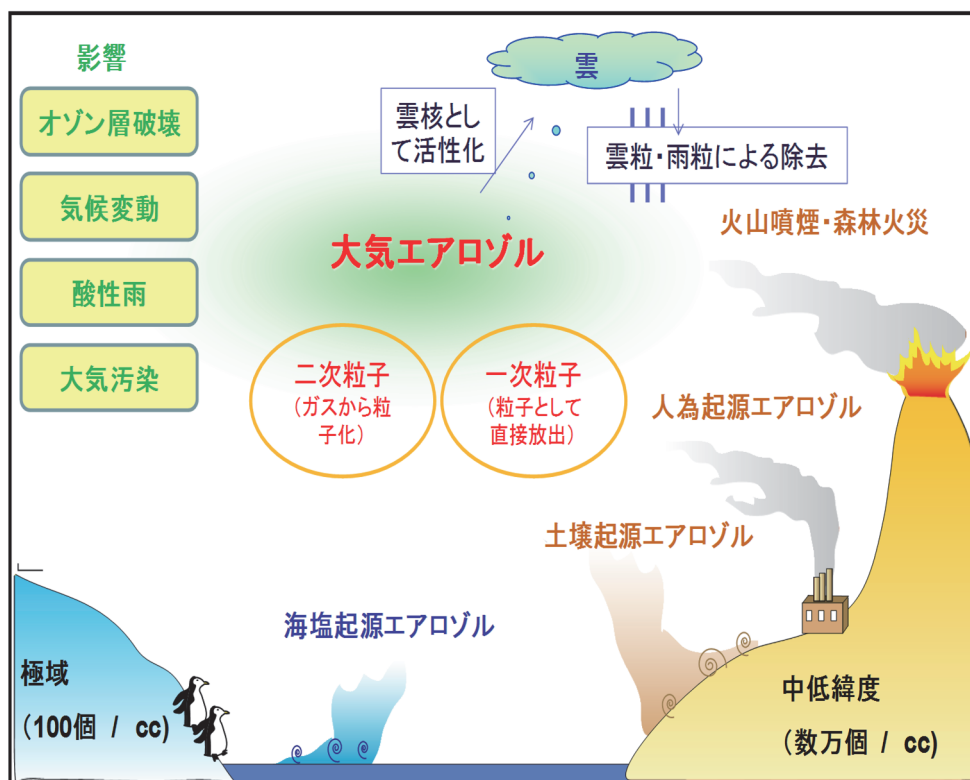 影響
オゾン層破壊
気候変動
酸性雨
大気汚染
雲
雲核とし
て活性化
雲粒・雨粒による除去
大気エアロゾル
火山噴煙・森林火災
二次粒子
(ガスから粒
子化)
一次粒子
(粒子として
直接放出)
人為起源エアロゾル
土壌起源エアロゾル
海塩起源エアロゾル
極域
(100個 / cc)
中低緯度
(数万個 / cc)